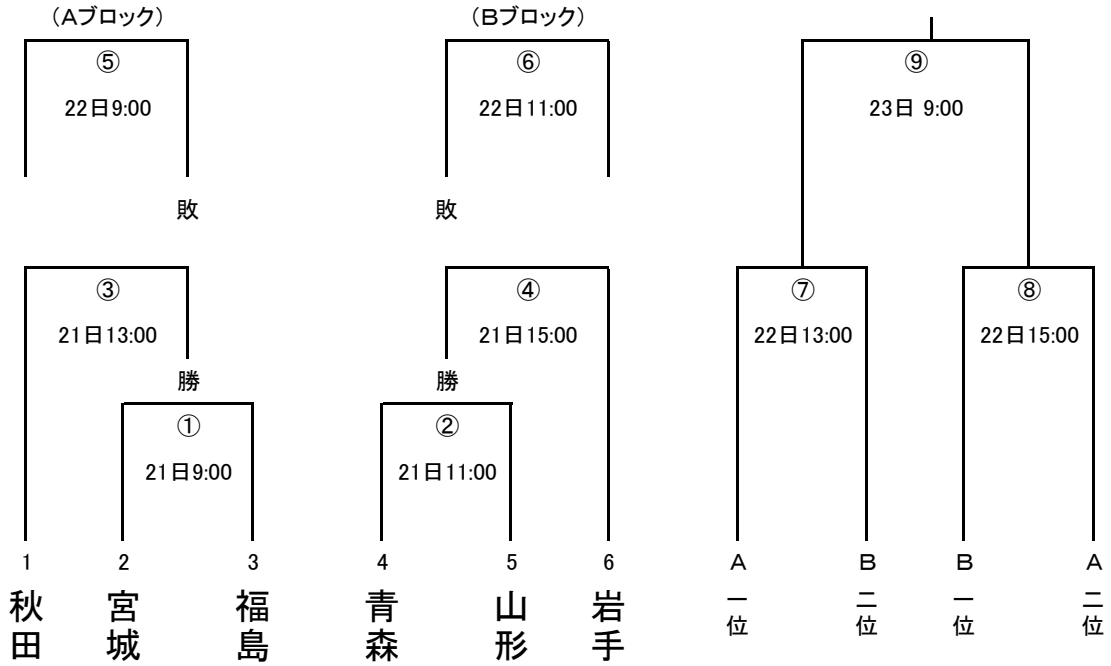 （Aブロック）
（Bブロック）
⑤
⑥
⑨
22日9:00
22日11:00
23日 9:00
敗
敗
③
④
⑦
⑧
21日13:00
21日15:00
22日13:00
22日15:00
勝
勝
①
②
21日9:00
21日11:00
1
2
3
4
5
6
A
B
B
A
秋田
宮城
福島
青森
山形
岩手
一位
二位
一位
二位